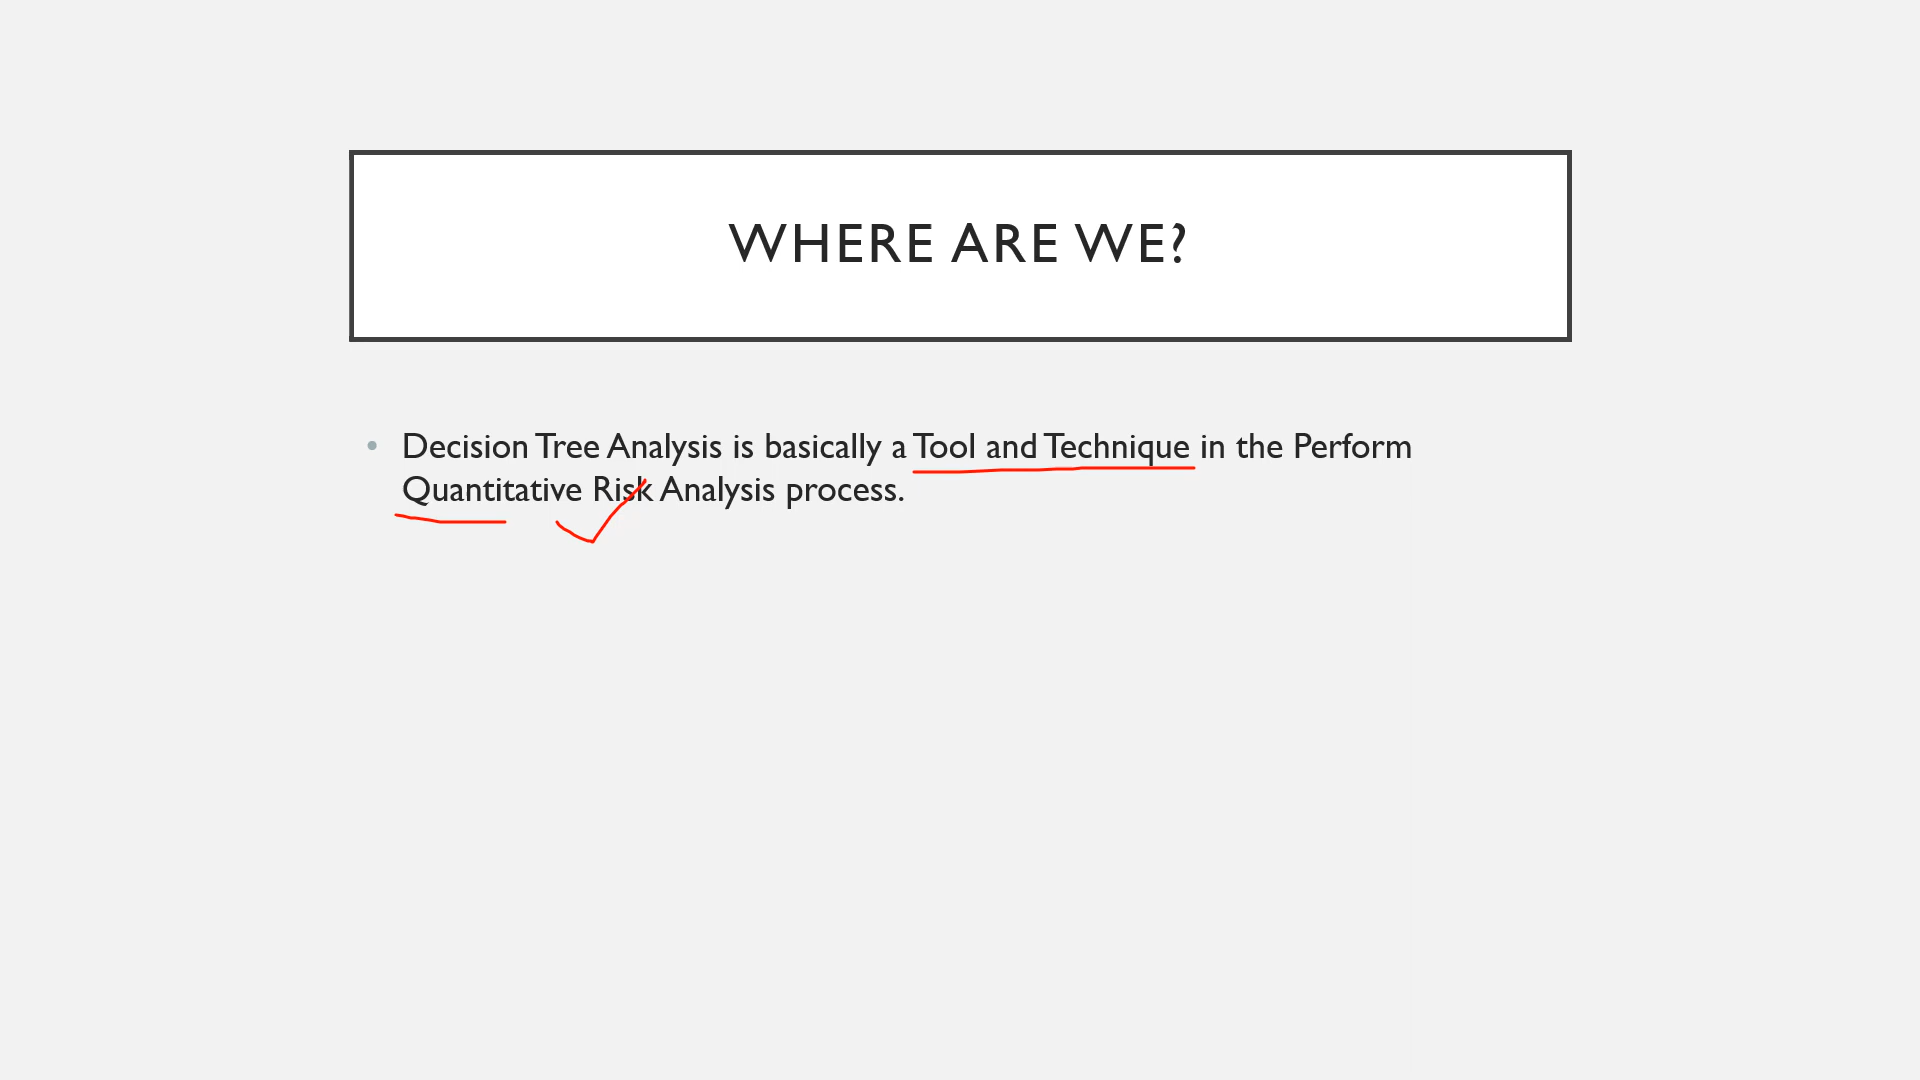 WHERE ARE WE?
• Decision Tree Analysis is basically a Tool and Technique in the Perform
Quantitative Risk Analysis process.